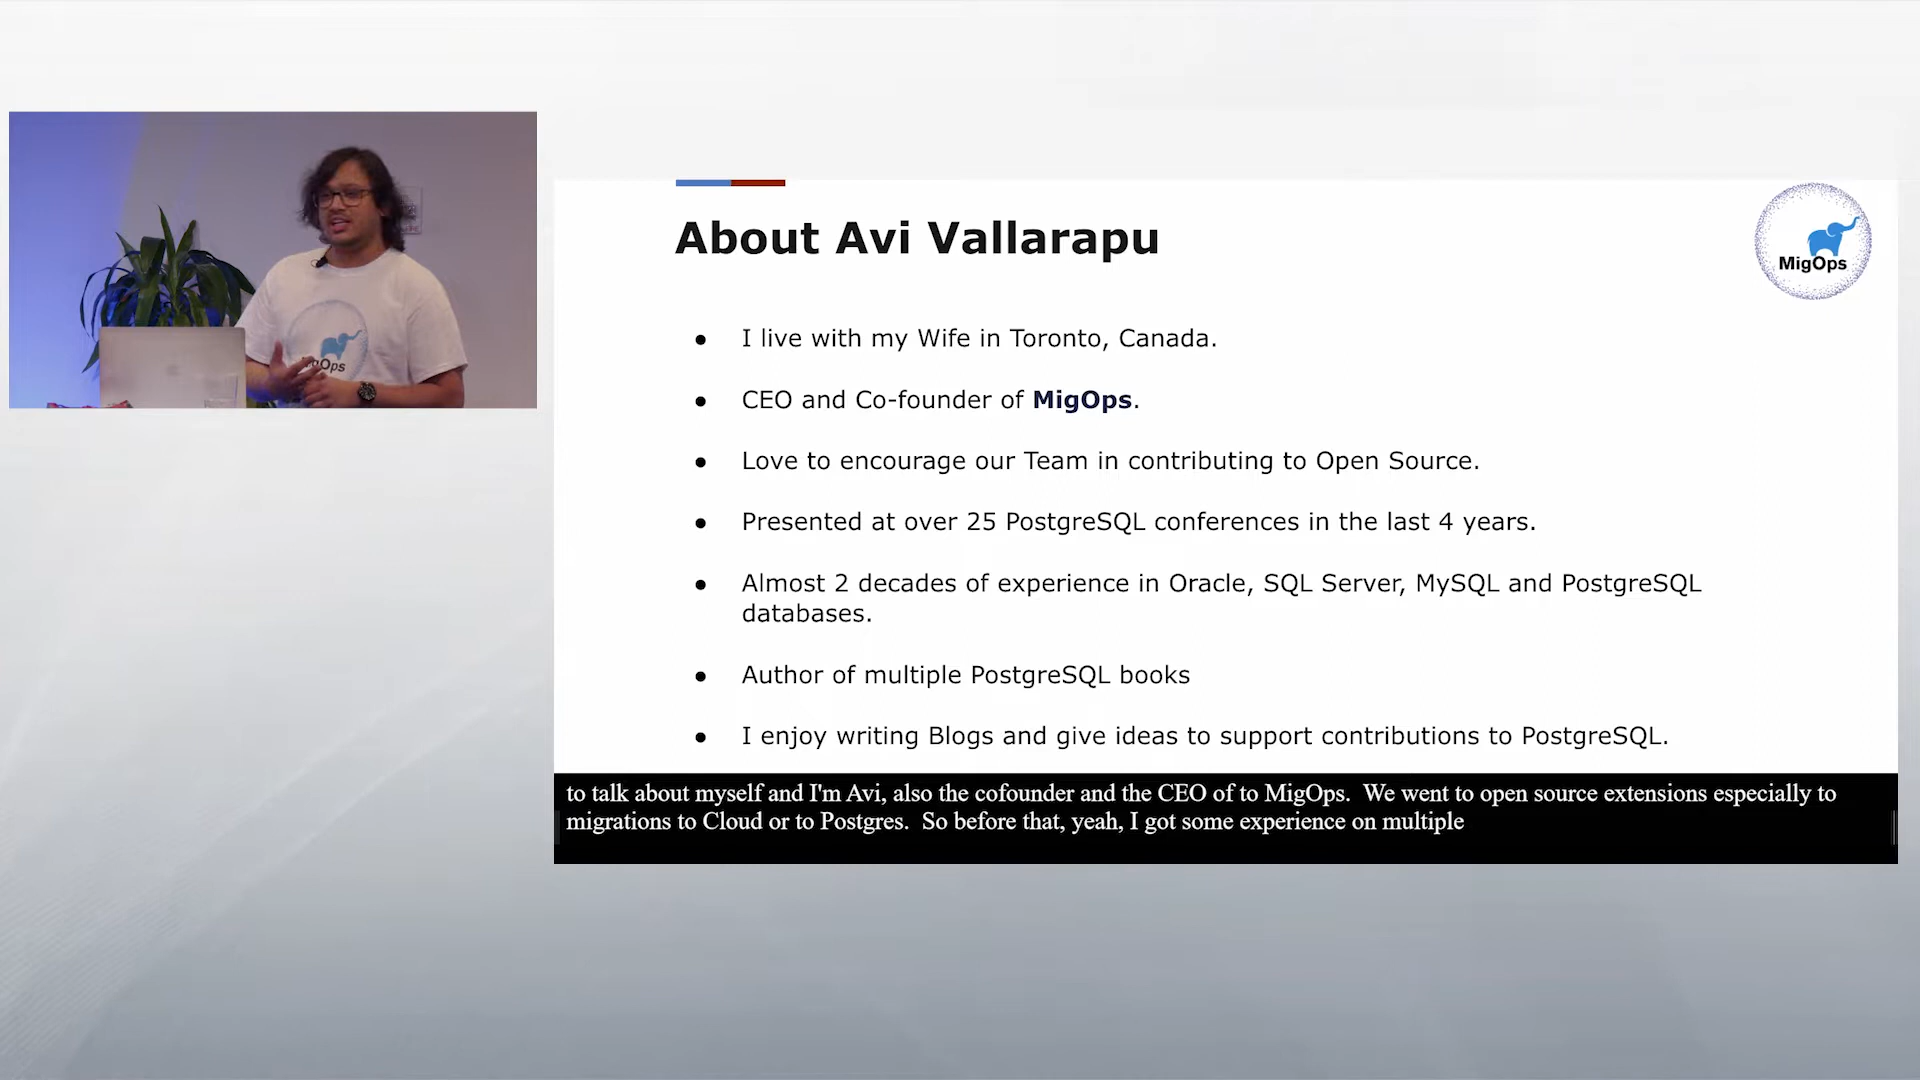 About Avi Vallarapu
MigOps
● I live with my Wife in Toronto, Canada.
● CEO and Co-founder of MigOps.
● Love to encourage our Team in contributing to Open Source.
● Presented at over 25 PostgreSQL conferences in the last 4 years.
● Almost 2 decades of experience in Oracle, SQL Server, MySQL and PostgreSQL
databases.
● Author of multiple PostgreSQL books
● I enjoy writing Blogs and give ideas to support contributions to PostgreSQL.
to talk about myself and I'm Avi, also the cofounder and the CEO of to MigOps.  We went to open source extensions especially to
migrations to Cloud or to Postgres.  So before that, yeah, I got some experience on multiple